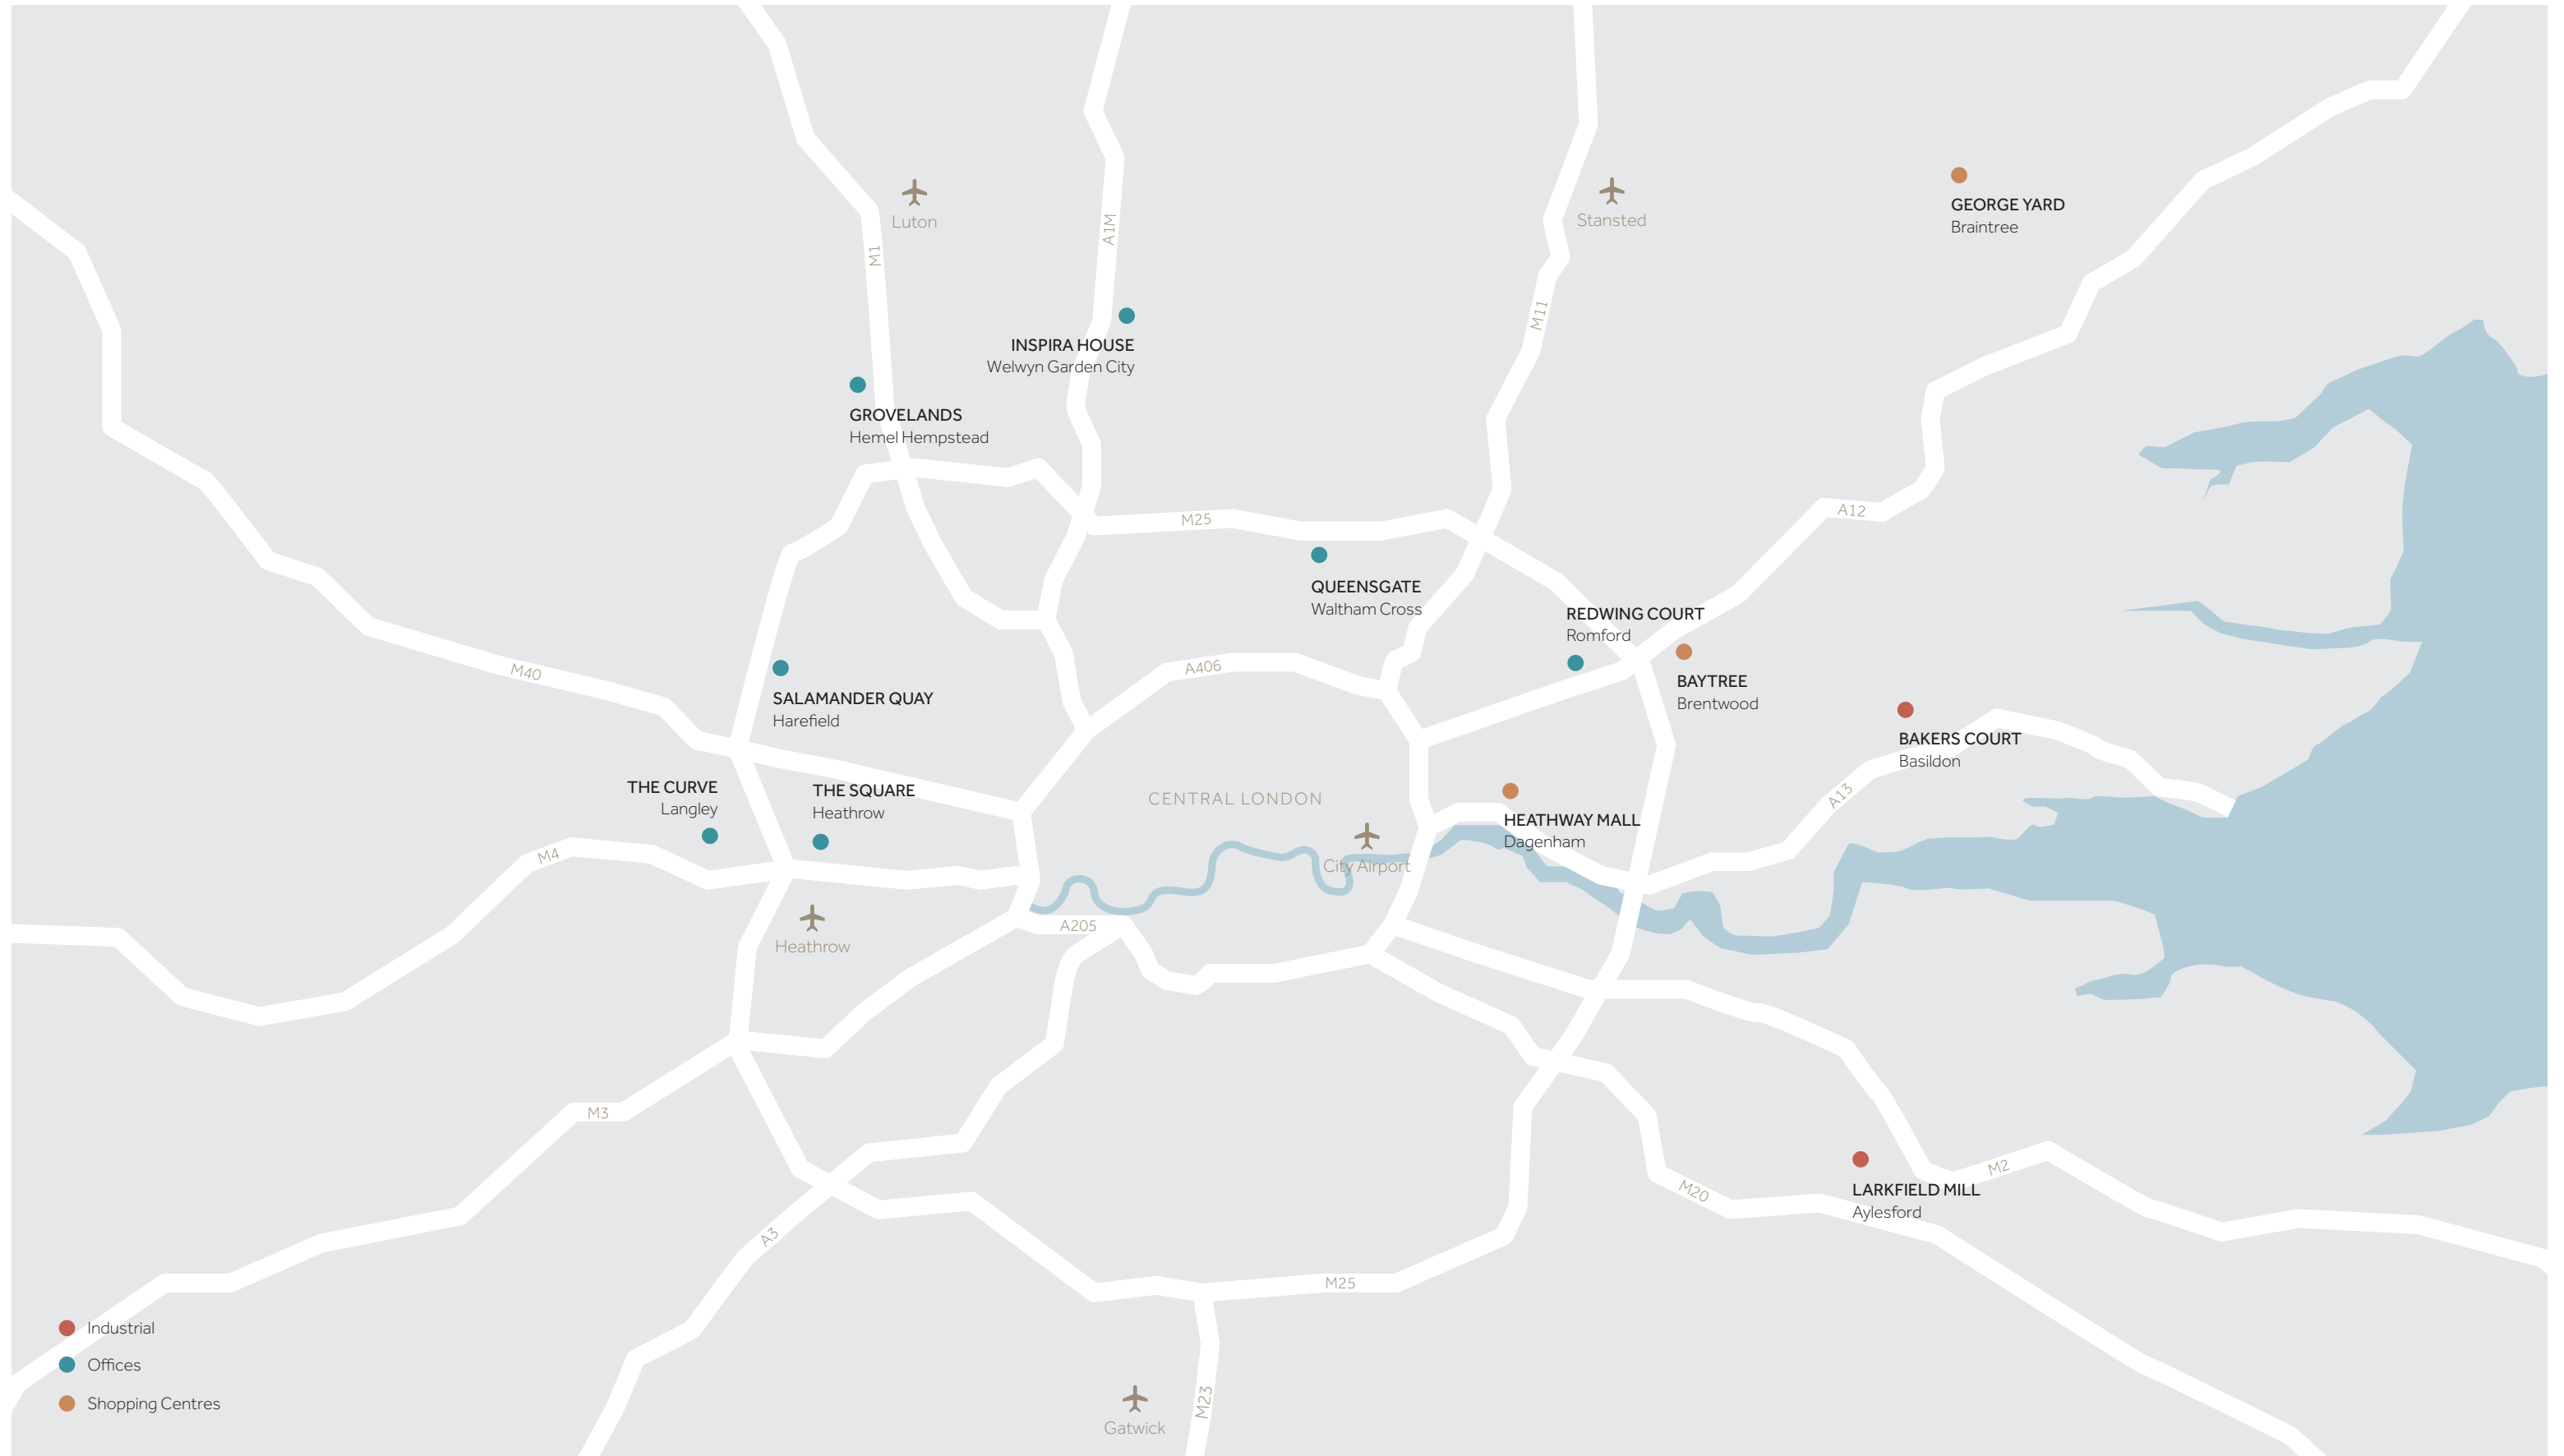 GEORGE YARD
Braintree
Luton
Stansted
A1M
M1
M11
INSPIRA HOUSE
Welwyn Garden City
GROVELANDS
Hemel Hempstead
M25
A12
QUEENSGATE
Waltham Cross
REDWING COURT
Romford
M40
A406
SALAMANDER QUAY
Harefield
BAYTREE
Brentwood
BAKERS COURT
Basildon
THE CURVE
Langley
THE SQUARE
Heathrow
CENTRAL LONDON
A13
HEATHWAY MALL
Dagenham
M4
City Airport
A205
Heathrow
M3
M2
M20
LARKFIELD MILL
Aylesford
A3
M25
Industrial
Offices
Shopping Centres
M23
Gatwick